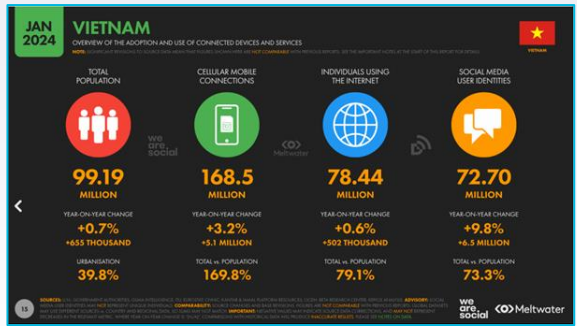 JAN
2024
VIETNAM
OVERVIEW OF THE ADOPTION AND USE OF CONNECTED DEVICES AND SERVICES
VIETNAM
TOTAL
POPULATION
CELLULAR MOBILE
CONNECTIONS
INDIVIDUALS USING
THE INTERNET
SOCIAL MEDIA
USER IDENTITIES
we
are
social
Meltwater
99.19
MILLION
168.5
MILLION
78.44
MILLION
72.70
MILLION
YEAR-ON-YEAR CHANGE
YEAR-ON-YEAR CHANGE
YEAR-ON-YEAR CHANGE
YEAR-ON-YEAR CHANGE
+0.7%
+3.2%
+0.6%
+9.8%
+655 THOUSAND
+5.1 MILLION
+502 THOUSAND
+6.5 MILLION
URBANISATION
TOTAL vs. POPULATION
TOTAL vs. POPULATION
TOTAL vs. POPULATION
39.8%
169.8%
79.1%
73.3%
15
we
are
social
Meltwater